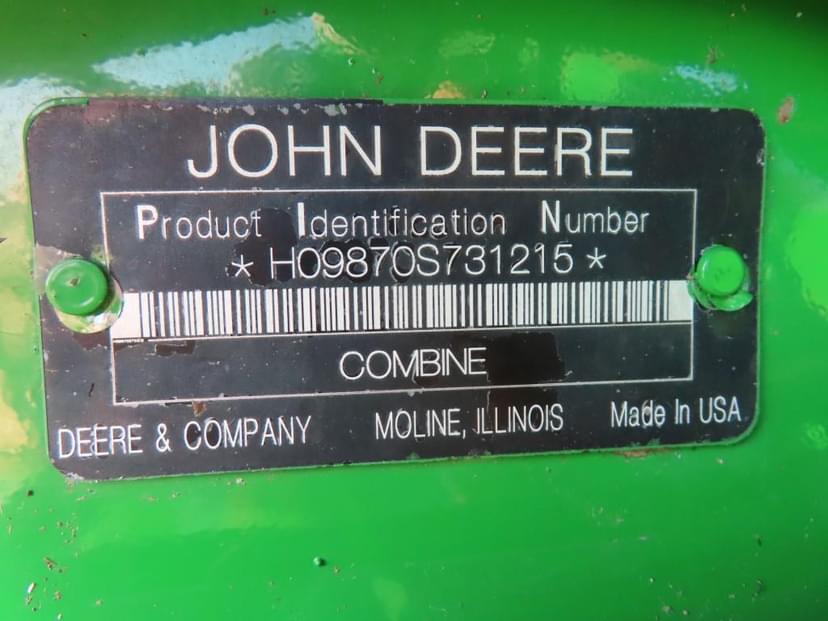 JOHN DEERE
Product Identification Number
* H09870S731215 *
COMBINE
DEERE & COMPANY MOLINE, ILLINOIS Made In USA